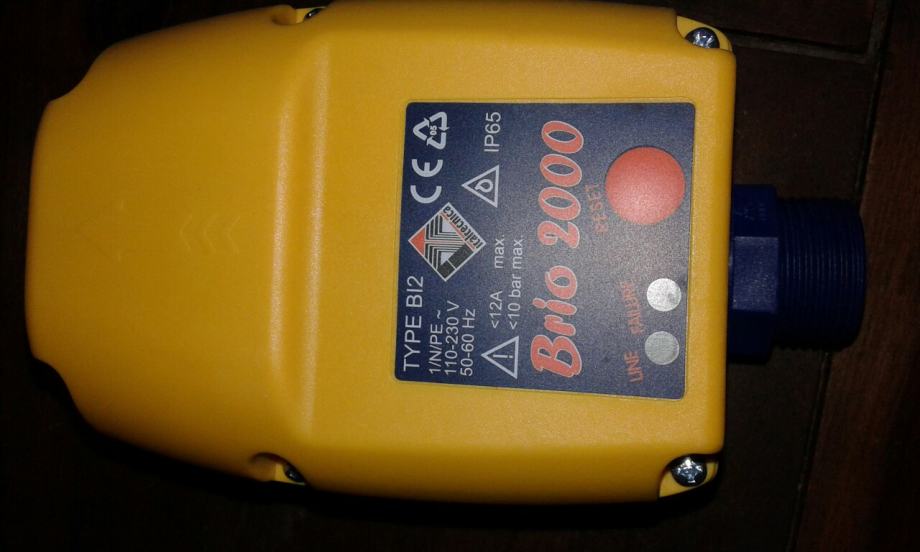 TYPE BI2
1/N/PE ~
110-230 V
50-60 Hz
italtecnica
CE
05
IP65
<12A max.
<10 bar max.
Brio 2000
LINE
FAILURE
RESET